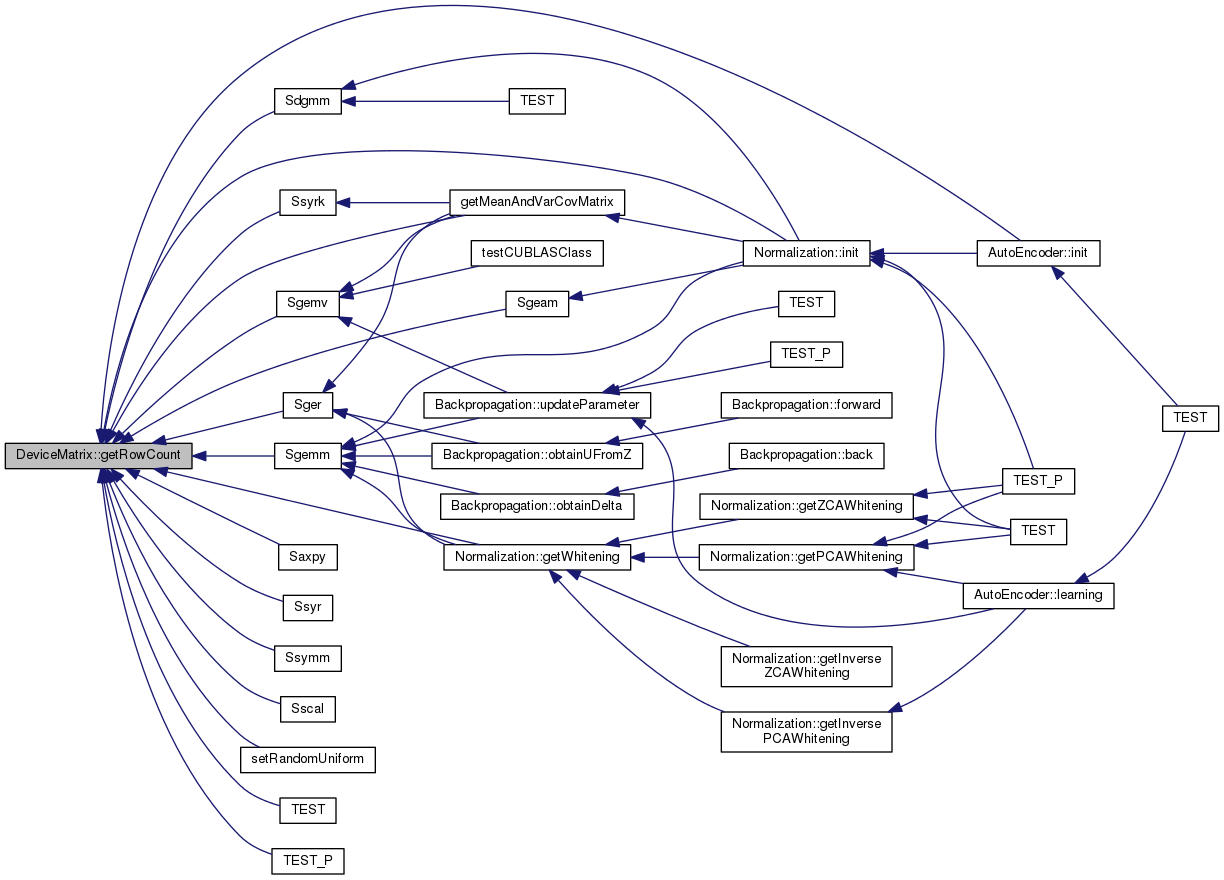 Sdgmm
TEST
Ssyrk
getMeanAndVarCovMatrix
testCUBLASClass
Normalization::init
AutoEncoder::init
Sgemv
Sgeam
TEST
TEST_P
Sger
Backpropagation::updateParameter
Backpropagation::forward
TEST
DeviceMatrix::getRowCount
Sgemm
Backpropagation::obtainUFromZ
Backpropagation::back
TEST_P
Backpropagation::obtainDelta
Normalization::getZCAWhitening
TEST
Saxpy
Normalization::getWhitening
Normalization::getPCAWhitening
AutoEncoder::learning
Ssyr
Ssymm
Normalization::getInverse
ZCAWhitening
Sscal
Normalization::getInverse
PCAWhitening
setRandomUniform
TEST
TEST_P